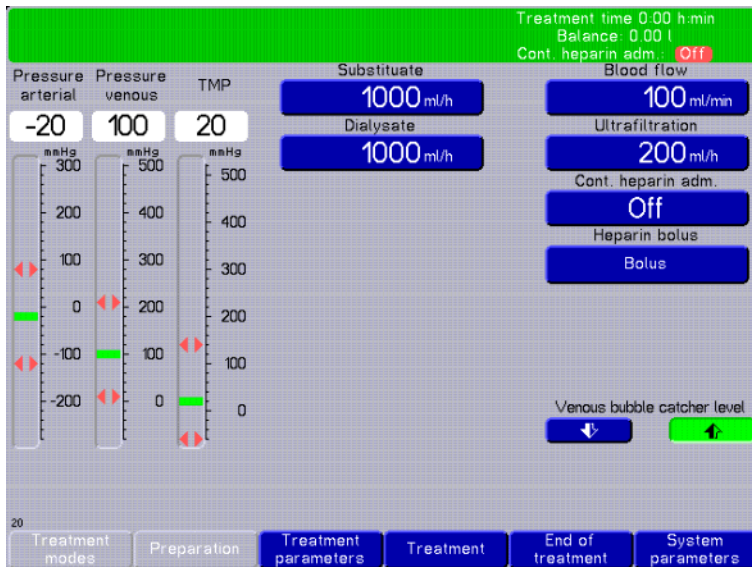 Treatment time 0:00 h:min
Balance: 0.00 l
Cont. heparin adm.: Off
Pressure arterial
Pressure venous
TMP
-20
100
20
mmHg
mmHg
mmHg
300
200
100
0
-100
-200
500
400
300
200
100
0
500
400
300
200
100
0
Substituate
1000 ml/h
Dialysate
1000 ml/h
Blood flow
100 ml/min
Ultrafiltration
200 ml/h
Cont. heparin adm.
Off
Heparin bolus
Bolus
Venous bubble catcher level
20
Treatment modes
Preparation
Treatment parameters
Treatment
End of treatment
System parameters